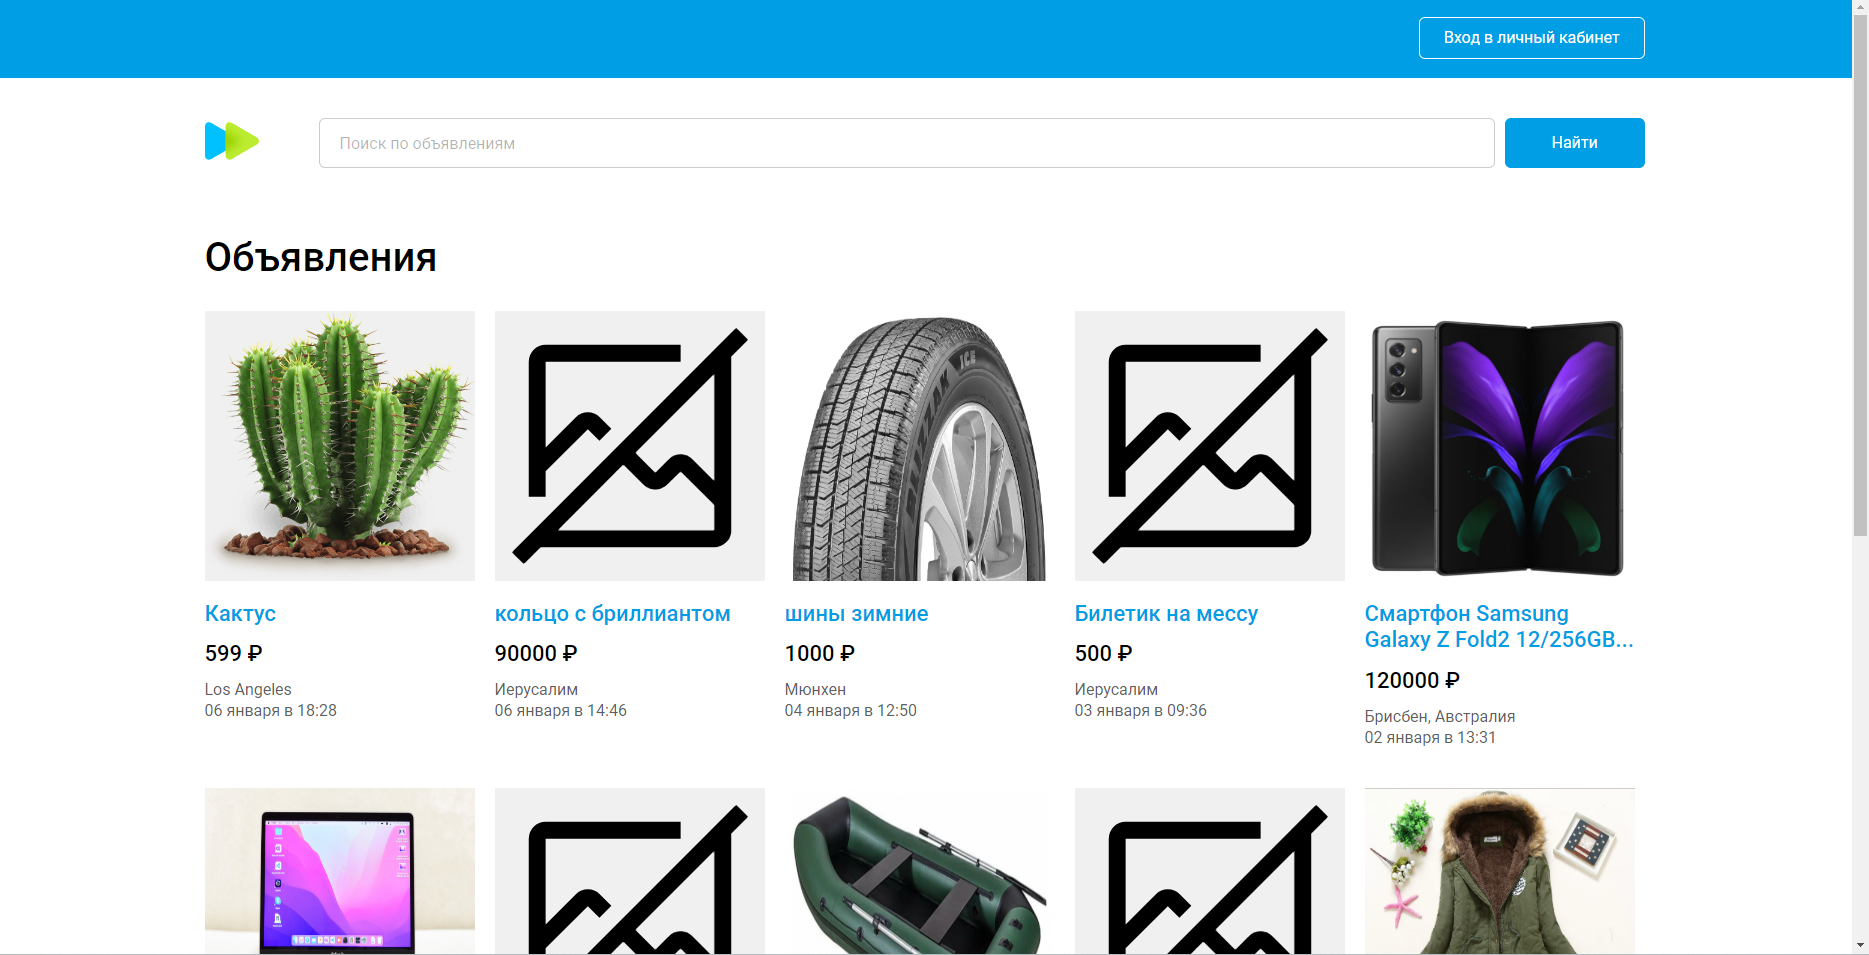 Вход в личный кабинет
Поиск по объявлениям
Найти
Объявления
ICE
BLIZZAK
Кактус
599 ₽
Los Angeles
06 января в 18:28
кольцо с бриллиантом
90000 ₽
Иерусалим
06 января в 14:46
шины зимние
1000 ₽
Мюнхен
04 января в 12:50
Билетик на мессу
500 ₽
Иерусалим
03 января в 09:36
Смартфон Samsung
Galaxy Z Fold2 12/256GB...
120000 ₽
Брисбен, Австралия
02 января в 13:31